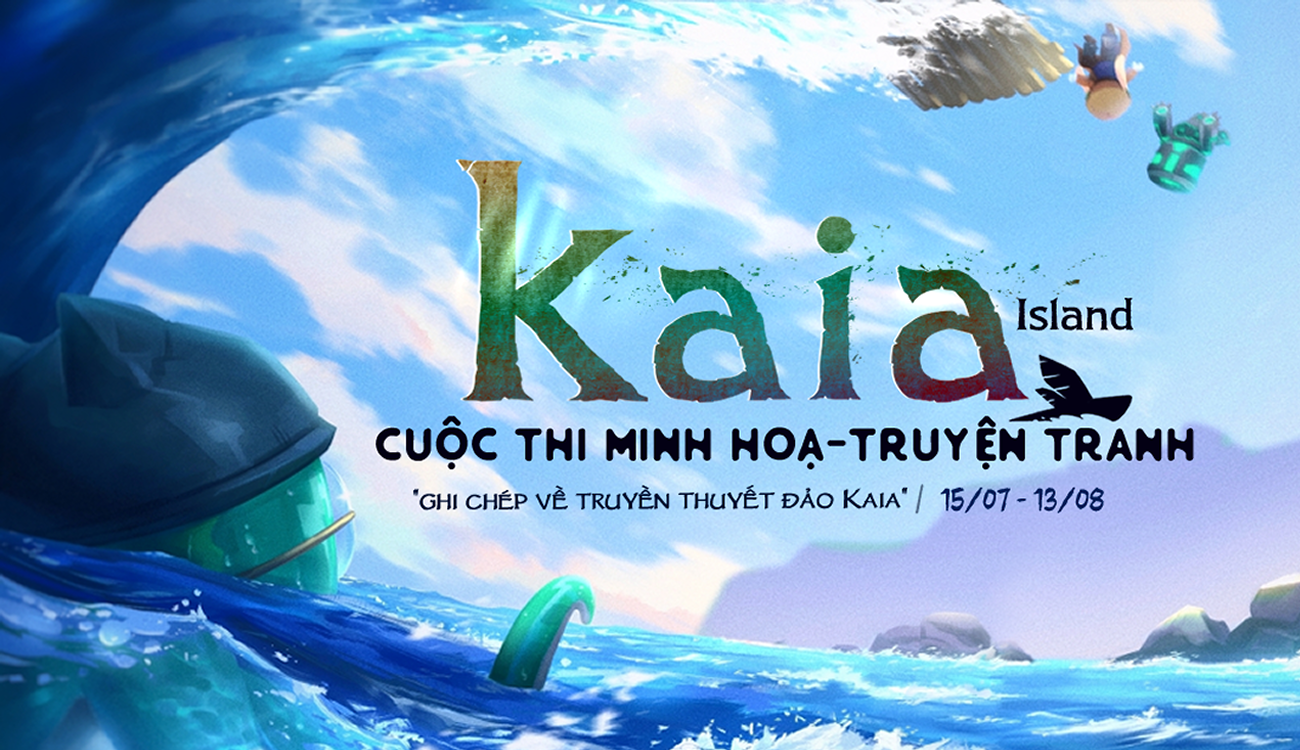 Kaia
Island
CUỘC THI MINH HOẠ-TRUYỆN TRANH
"GHI CHÉP VỀ TRUYỀN THUYẾT ĐẢO KAIA" | 15/07 - 13/08